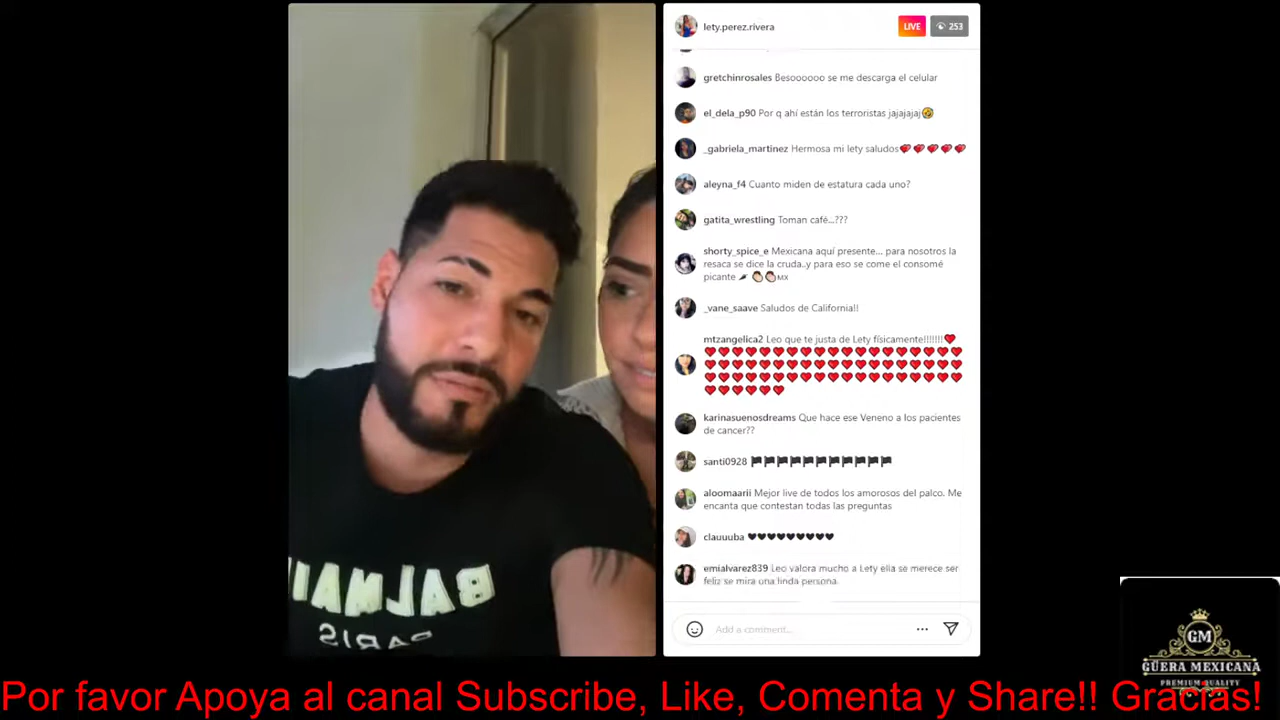 lety.perez.rivera
LIVE
253
gretchinrosales Besoooooo se me descarga el celular
el_dela_p90 Por q ahí están los terroristas jajajajaj🤣
_gabriela_martinez Hermosa mi lety saludos💕💕💕💕💕
aleyna_f4 Cuanto miden de estatura cada uno?
gatita_wrestling Toman café...???
shorty_spice_e Mexicana aquí presente... para nosotros la
resaca se dice la cruda..y para eso se come el consomé
picante 🌶 👏🏻👏🏻MX
_vane_saave Saludos de California!!
mtzangelica2 Leo que te justa de Lety físicamente!!!!!!!❤
❤❤❤❤❤❤❤❤❤❤❤❤❤❤❤❤❤❤❤
❤❤❤❤❤❤❤❤❤❤❤❤❤❤❤❤❤❤❤
❤❤❤❤❤❤❤❤❤❤❤❤❤❤❤❤❤❤❤
❤❤❤❤❤❤
karinasuenosdreams Que hace ese Veneno a los pacientes
de cancer??
santi0928 🏴🏴🏴🏴🏴🏴🏴🏴🏴🏴🏴
aloomaarii Mejor live de todos los amorosos del palco. Me
encanta que contestan todas las preguntas
clauuuba 🖤🖤🖤🖤🖤🖤🖤🖤🖤
emialvarez839 Leo valora mucho a Lety ella se merece ser
feliz se mira una linda persona
Add a comment...
BALMAIN
PARIS
GM
GÜERA MEXICANA
PREMIUM QUALITY
Por favor Apoya al canal Subscribe, Like, Comenta y Share!! Gracias!